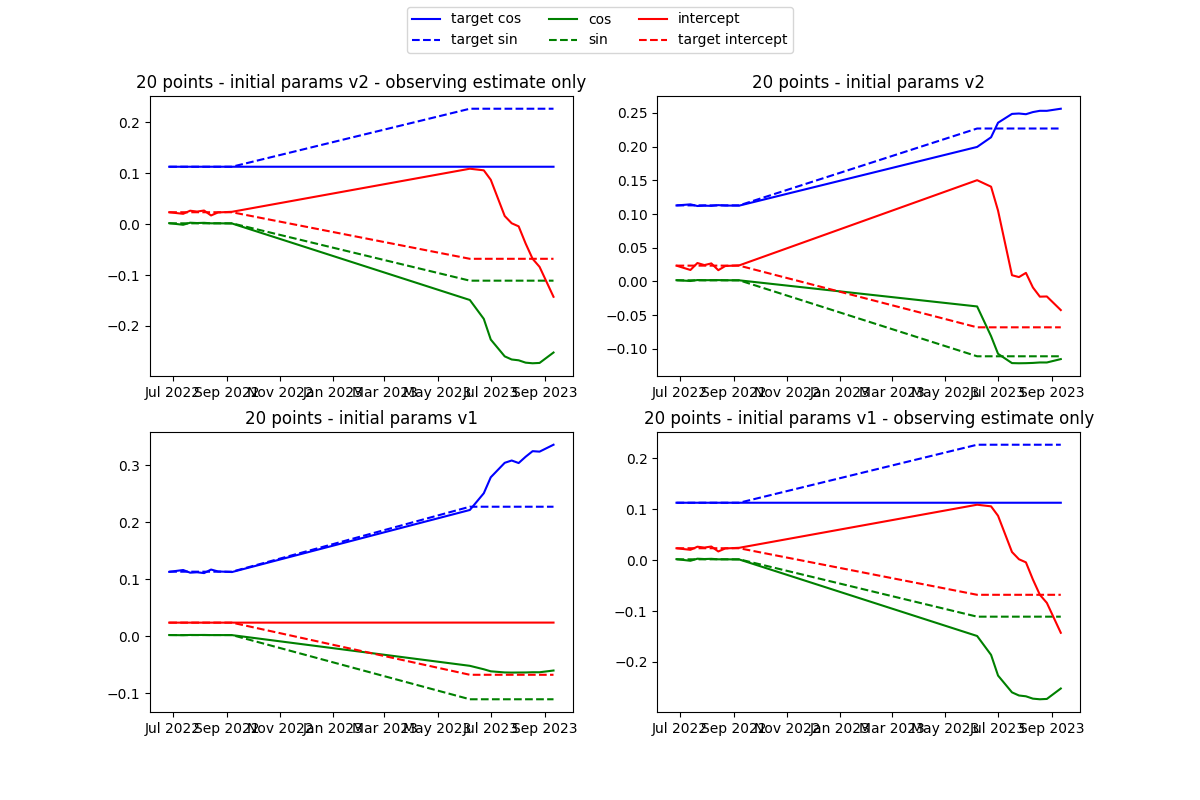 target cos cos intercept
target sin sin target intercept
20 points - initial params v2 - observing estimate only
0.2
0.1
0.0
−0.1
−0.2
Jul 2022 Sep 2022 Nov 2022 Jan 2023 Mar 2023 May 2023 Jul 2023 Sep 2023
20 points - initial params v2
0.25
0.20
0.15
0.10
0.05
0.00
−0.05
−0.10
Jul 2022 Sep 2022 Nov 2022 Jan 2023 Mar 2023 May 2023 Jul 2023 Sep 2023
20 points - initial params v1
0.3
0.2
0.1
0.0
−0.1
Jul 2022 Sep 2022 Nov 2022 Jan 2023 Mar 2023 May 2023 Jul 2023 Sep 2023
20 points - initial params v1 - observing estimate only
0.2
0.1
0.0
−0.1
−0.2
Jul 2022 Sep 2022 Nov 2022 Jan 2023 Mar 2023 May 2023 Jul 2023 Sep 2023